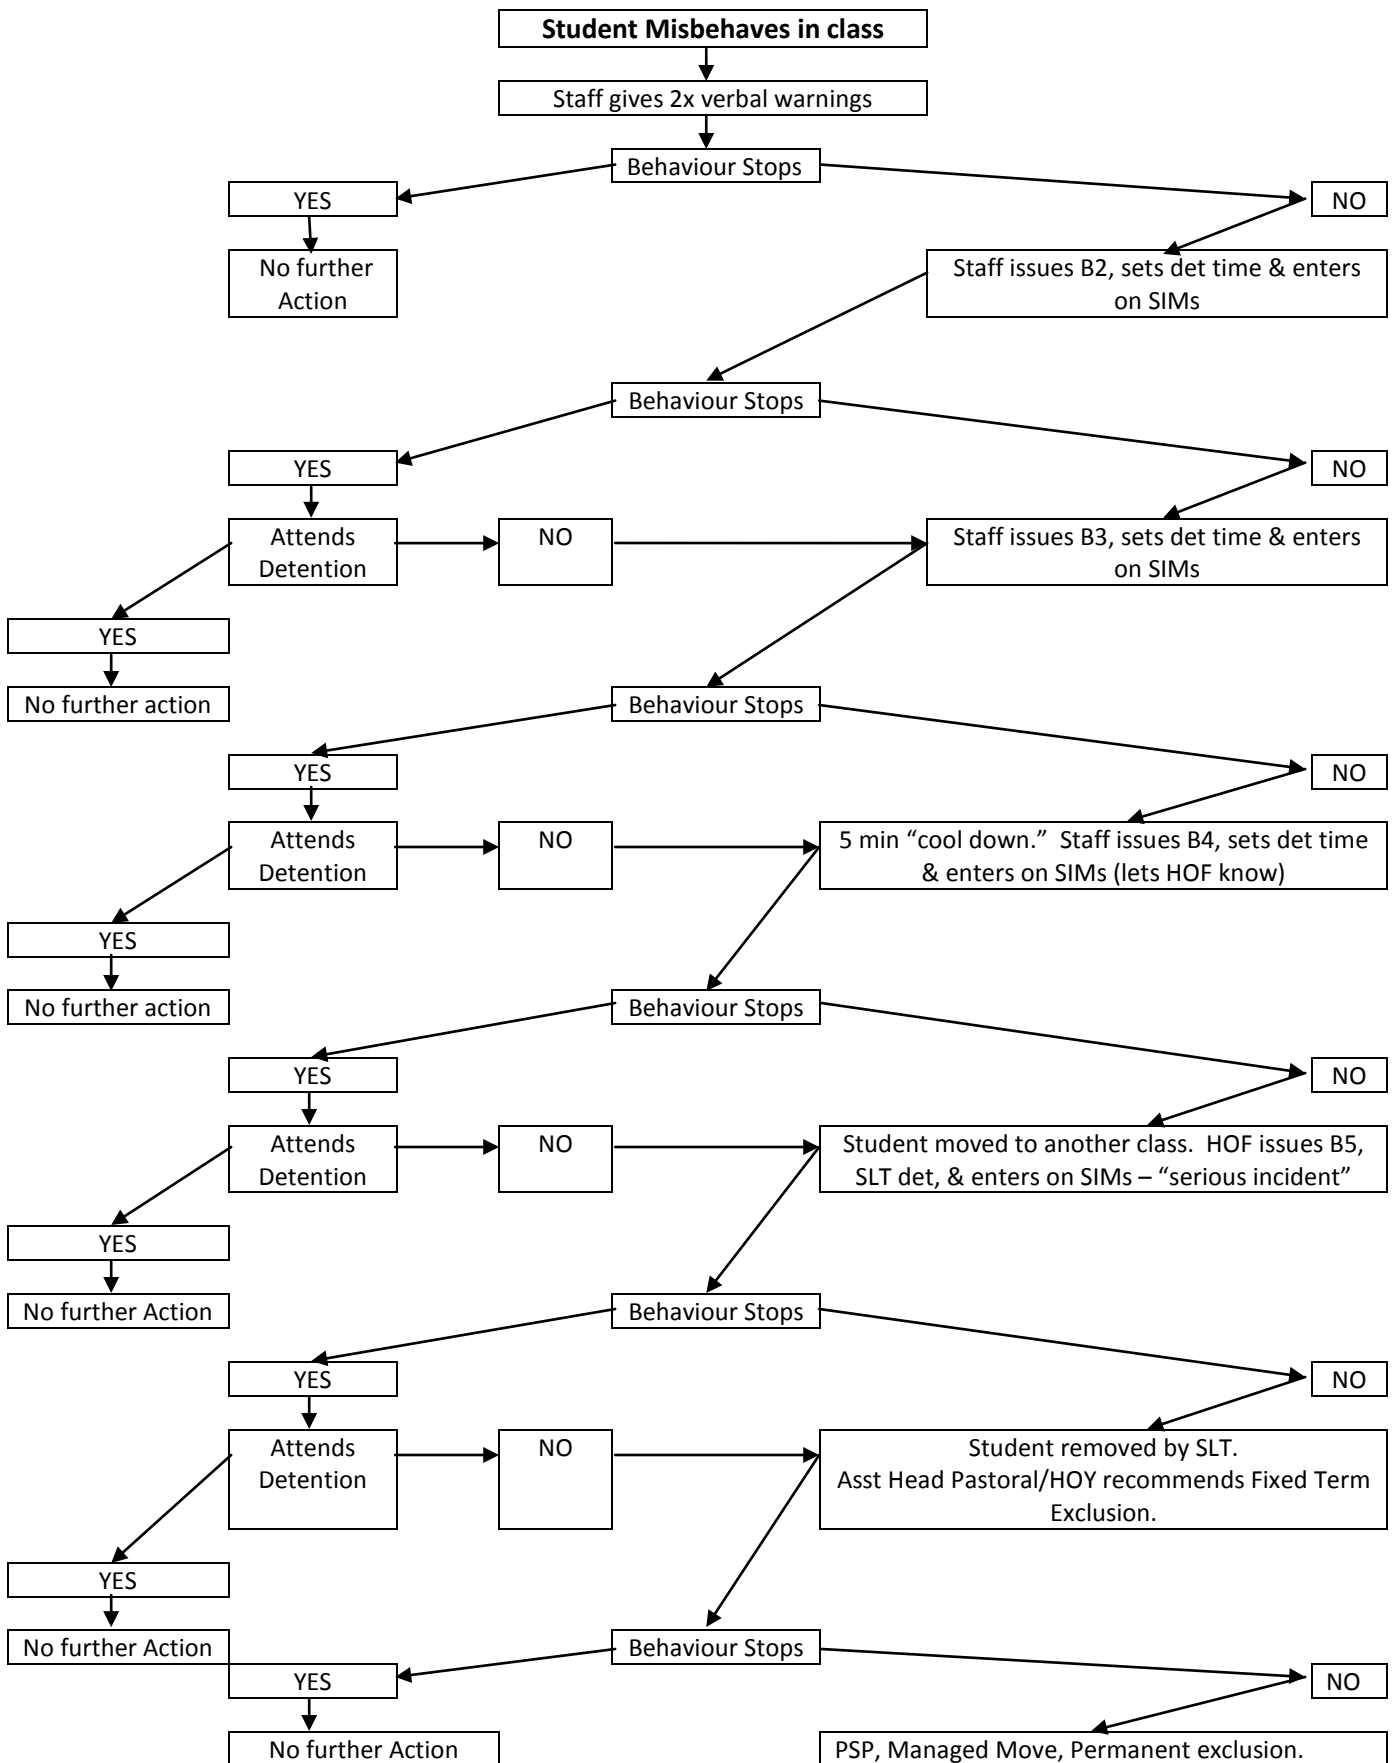 Student Misbehaves in class
Staff gives 2x verbal warnings
Behaviour Stops
YES
NO
No further
Action
Staff issues B2, sets det time & enters
on SIMs
Behaviour Stops
YES
NO
Attends
Detention
NO
Staff issues B3, sets det time & enters
on SIMs
YES
No further action
Behaviour Stops
YES
NO
Attends
Detention
NO
5 min “cool down.” Staff issues B4, sets det time
& enters on SIMs (lets HOF know)
YES
No further action
Behaviour Stops
YES
NO
Attends
Detention
NO
Student moved to another class. HOF issues B5,
SLT det, & enters on SIMs – “serious incident”
YES
No further Action
Behaviour Stops
YES
NO
Attends
Detention
NO
Student removed by SLT.
Asst Head Pastoral/HOY recommends Fixed Term
Exclusion.
YES
No further Action
Behaviour Stops
YES
NO
No further Action
PSP, Managed Move, Permanent exclusion.